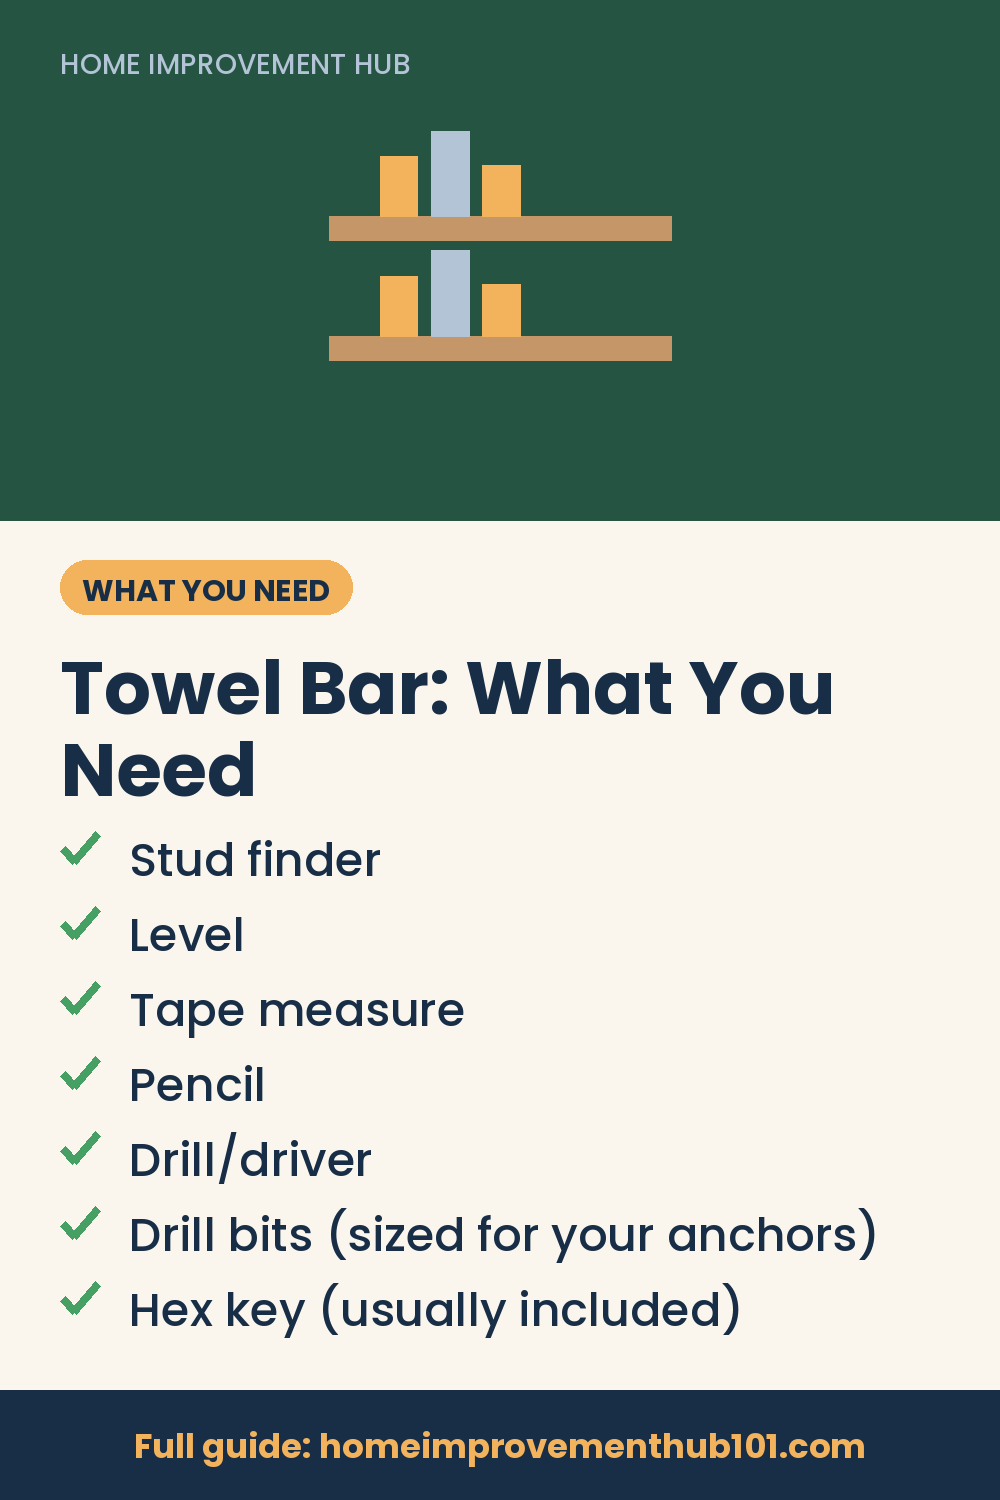 HOME IMPROVEMENT HUB
WHAT YOU NEED
Towel Bar: What You
Need
Stud finder
Level
Tape measure
Pencil
Drill/driver
Drill bits (sized for your anchors)
Hex key (usually included)
Full guide: homeimprovementhub101.com